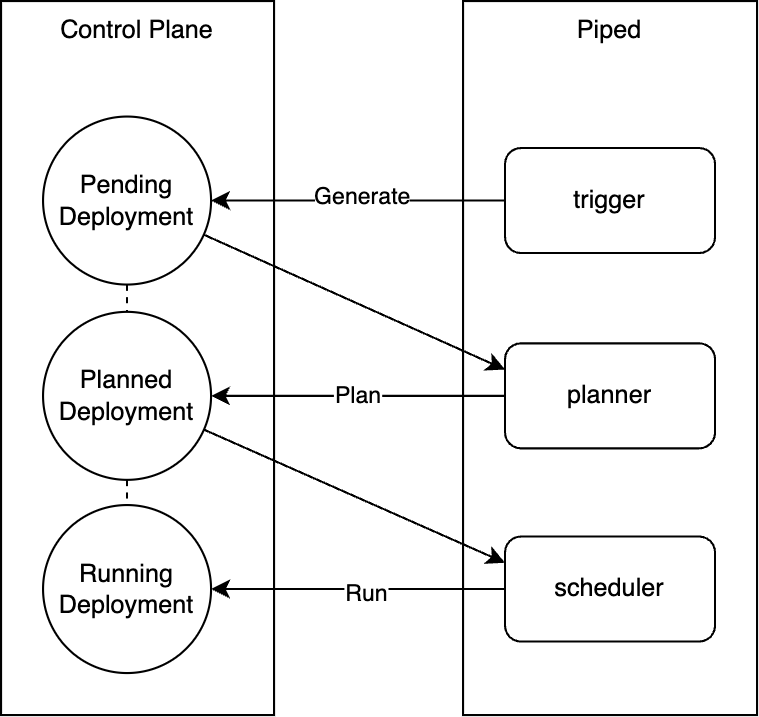 Control Plane
Piped
Pending
Deployment
Generate
trigger
Planned
Deployment
Plan
planner
Running
Deployment
Run
scheduler